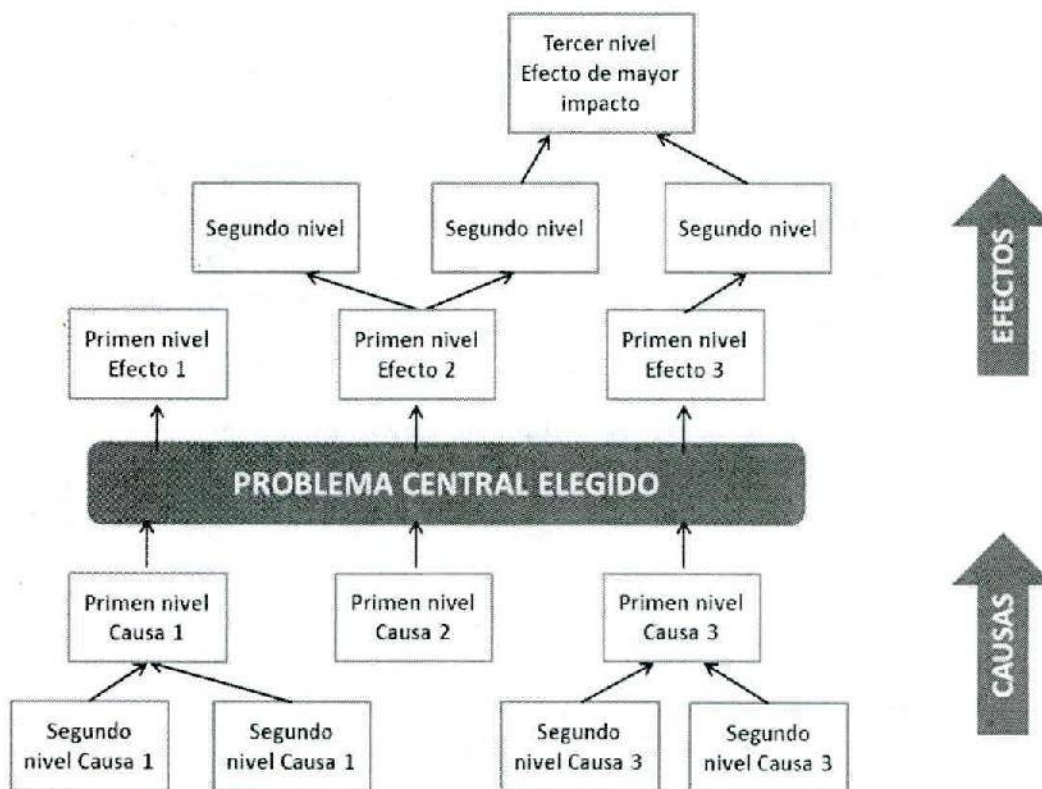 Tercer nivel
Efecto de mayor
impacto
Segundo nivel
Segundo nivel
Segundo nivel
EFECTOS
Primen nivel
Efecto 1
Primen nivel
Efecto 2
Primen nivel
Efecto 3
PROBLEMA CENTRAL ELEGIDO
Primen nivel
Causa 1
Primen nivel
Causa 2
Primen nivel
Causa 3
CAUSAS
Segundo
nivel Causa 1
Segundo
nivel Causa 1
Segundo
nivel Causa 3
Segundo
nivel Causa 3